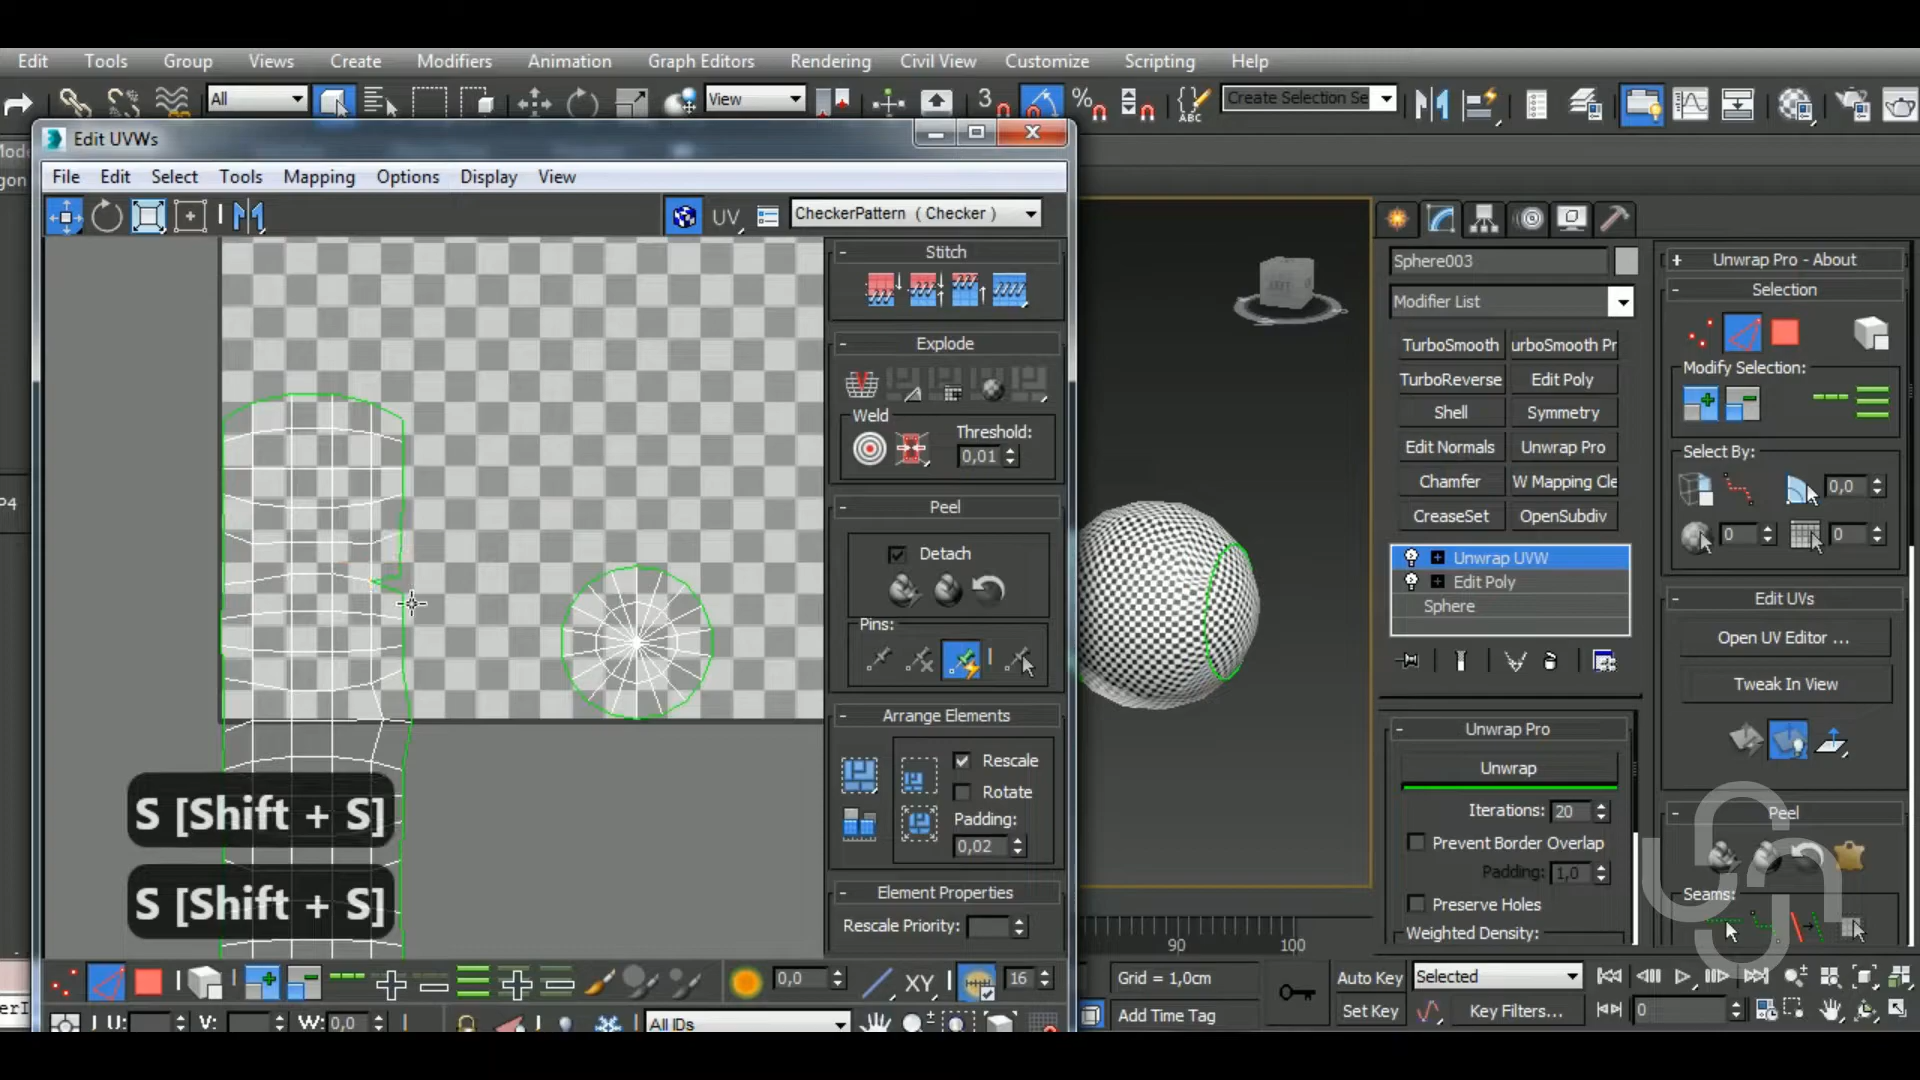 Edit Tools Group Views Create Modifiers Animation Graph Editors Rendering Civil View Customize Scripting Help
All View 3 % ABC Create Selection Se
Edit UVWs
File Edit Select Tools Mapping Options Display View
UV CheckerPattern ( Checker )
Stitch
Explode
Weld
Threshold:
0,01
Peel
Detach
Pins:
Arrange Elements
Rescale
Rotate
Padding:
0,02
Element Properties
Rescale Priority:
S [Shift + S]
S [Shift + S]
0,0 XY 16
U: V: W: 0,0 All IDs
P4
90 100
Grid = 1,0cm
Add Time Tag
Auto Key Selected
Set Key Key Filters... 0
Sphere003
Modifier List
TurboSmooth urboSmooth Pr
TurboReverse Edit Poly
Shell Symmetry
Edit Normals Unwrap Pro
Chamfer W Mapping Cle
CreaseSet OpenSubdiv
Unwrap UVW
Edit Poly
Sphere
Unwrap Pro
Unwrap
Iterations: 20
Prevent Border Overlap
Padding: 1,0
Preserve Holes
Weighted Density:
Unwrap Pro - About
Selection
Modify Selection:
Select By:
0,0
0 0
Edit UVs
Open UV Editor ...
Tweak In View
Peel
Seams: